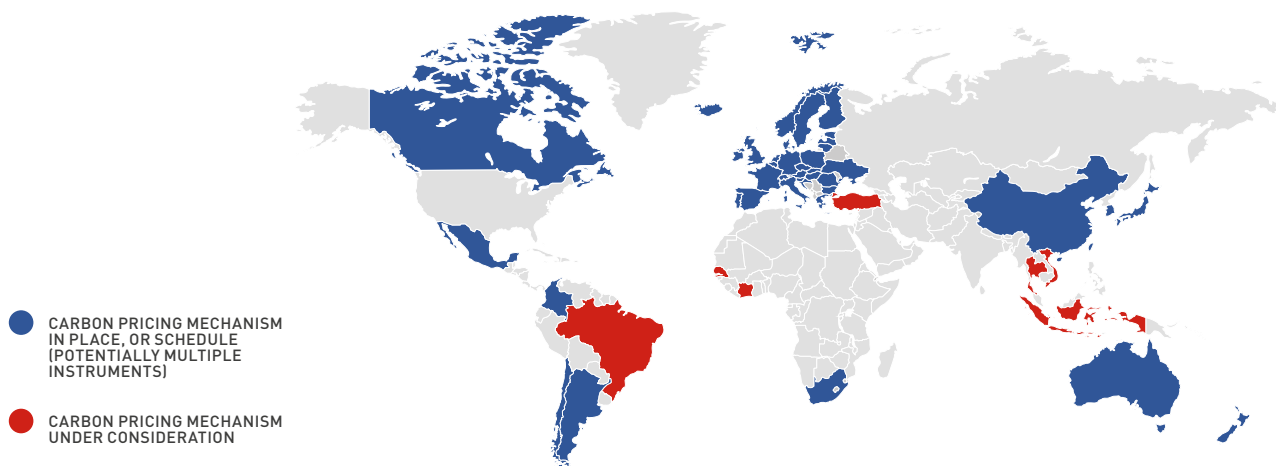 CARBON PRICING MECHANISM
IN PLACE, OR SCHEDULE
(POTENTIALLY MULTIPLE
INSTRUMENTS)
CARBON PRICING MECHANISM
UNDER CONSIDERATION